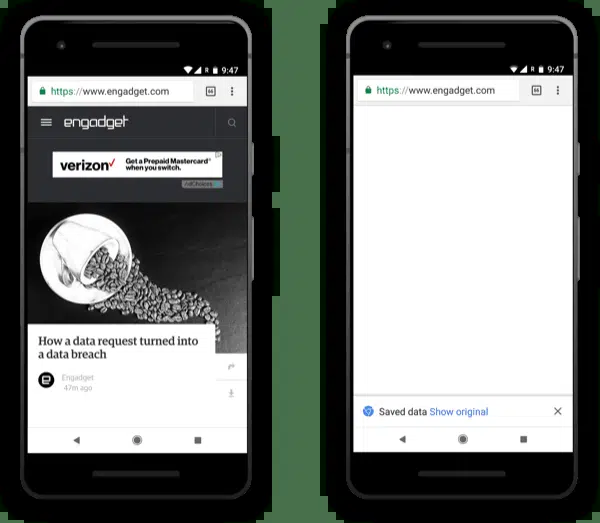 R 9:47
https://www.engadget.com
66
engadget
verizon✓
Get a Prepaid Mastercard®
when you switch.
AdChoices
How a data request turned into
a data breach
Engadget
47m ago
R 9:47
https://www.engadget.com
66
Saved data Show original